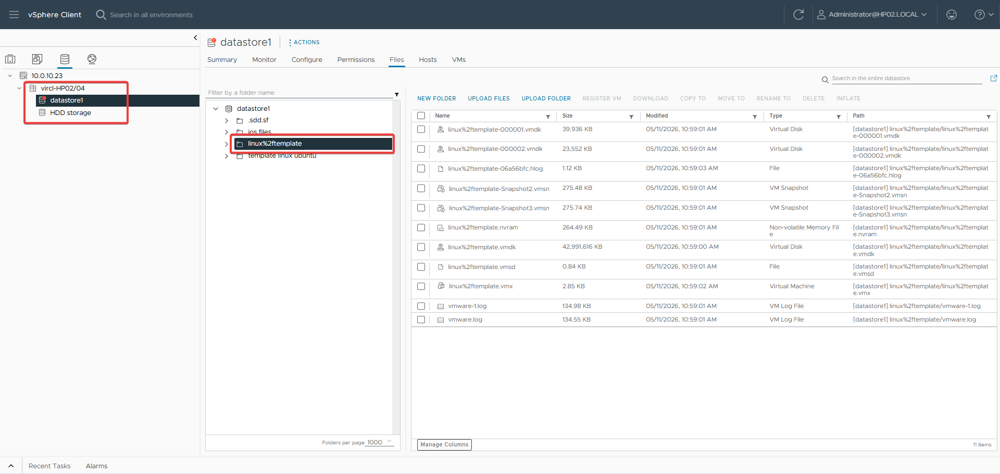 vSphere Client
Search in all environments
Administrator@HP02.LOCAL
datastore1
ACTIONS
Summary
Monitor
Configure
Permissions
Files
Hosts
VMs
10.0.10.23
vircl-HP02/04
datastore1
HDD storage
Search in the entire datastore
Filter by a folder name
datastore1
.sdd.sf
ios files
linux%2ftemplate
template linux ubuntu
Folders per page 1000
NEW FOLDER UPLOAD FILES UPLOAD FOLDER REGISTER VM DOWNLOAD COPY TO MOVE TO RENAME TO DELETE INFLATE
Name Size Modified Type Path
linux%2ftemplate-000001.vmdk 39,936 KB 05/11/2026, 10:59:01 AM Virtual Disk [datastore1] linux%2ftemplate/linux%2ftemplat
e-000001.vmdk
linux%2ftemplate-000002.vmdk 23,552 KB 05/11/2026, 10:59:01 AM Virtual Disk [datastore1] linux%2ftemplate/linux%2ftemplat
e-000002.vmdk
linux%2ftemplate-06a56bfc.hlog 1.12 KB 05/11/2026, 10:59:03 AM File [datastore1] linux%2ftemplate/linux%2ftemplat
e-06a56bfc.hlog
linux%2ftemplate-Snapshot2.vmsn 275.48 KB 05/11/2026, 10:59:01 AM VM Snapshot [datastore1] linux%2ftemplate/linux%2ftemplat
e-Snapshot2.vmsn
linux%2ftemplate-Snapshot3.vmsn 275.74 KB 05/11/2026, 10:59:01 AM VM Snapshot [datastore1] linux%2ftemplate/linux%2ftemplat
e-Snapshot3.vmsn
linux%2ftemplate.nvram 264.49 KB 05/11/2026, 10:59:01 AM Non-volatile Memory Fil [datastore1] linux%2ftemplate/linux%2ftemplat
e e.nvram
linux%2ftemplate.vmdk 42,991,616 KB 05/11/2026, 10:59:00 AM Virtual Disk [datastore1] linux%2ftemplate/linux%2ftemplat
e.vmdk
linux%2ftemplate.vmsd 0.84 KB 05/11/2026, 10:59:01 AM File [datastore1] linux%2ftemplate/linux%2ftemplat
e.vmsd
linux%2ftemplate.vmx 2.85 KB 05/11/2026, 10:59:02 AM Virtual Machine [datastore1] linux%2ftemplate/linux%2ftemplat
e.vmx
vmware-1.log 134.98 KB 05/11/2026, 10:59:01 AM VM Log File [datastore1] linux%2ftemplate/vmware-1.log
vmware.log 134.55 KB 05/11/2026, 10:59:01 AM VM Log File [datastore1] linux%2ftemplate/vmware.log
Manage Columns
11 items
Recent Tasks
Alarms